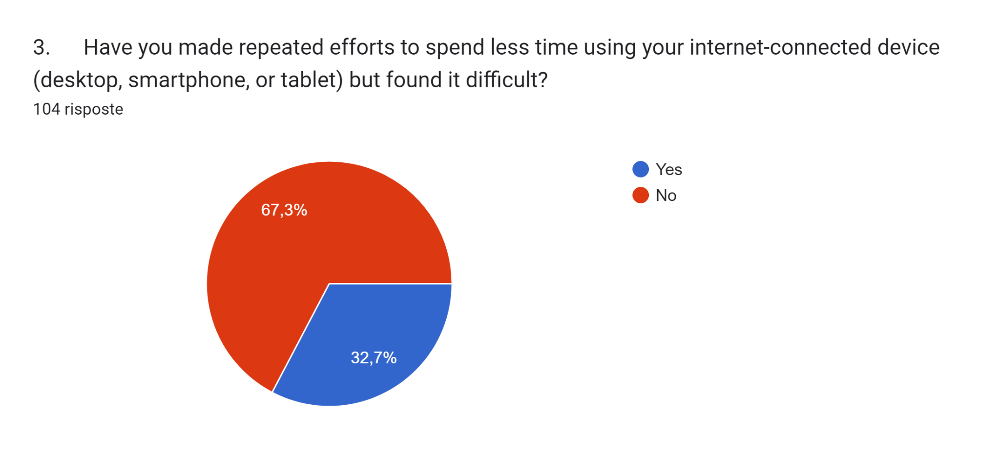 3. Have you made repeated efforts to spend less time using your internet-connected device
(desktop, smartphone, or tablet) but found it difficult?
104 risposte
Yes
No
67,3%
32,7%